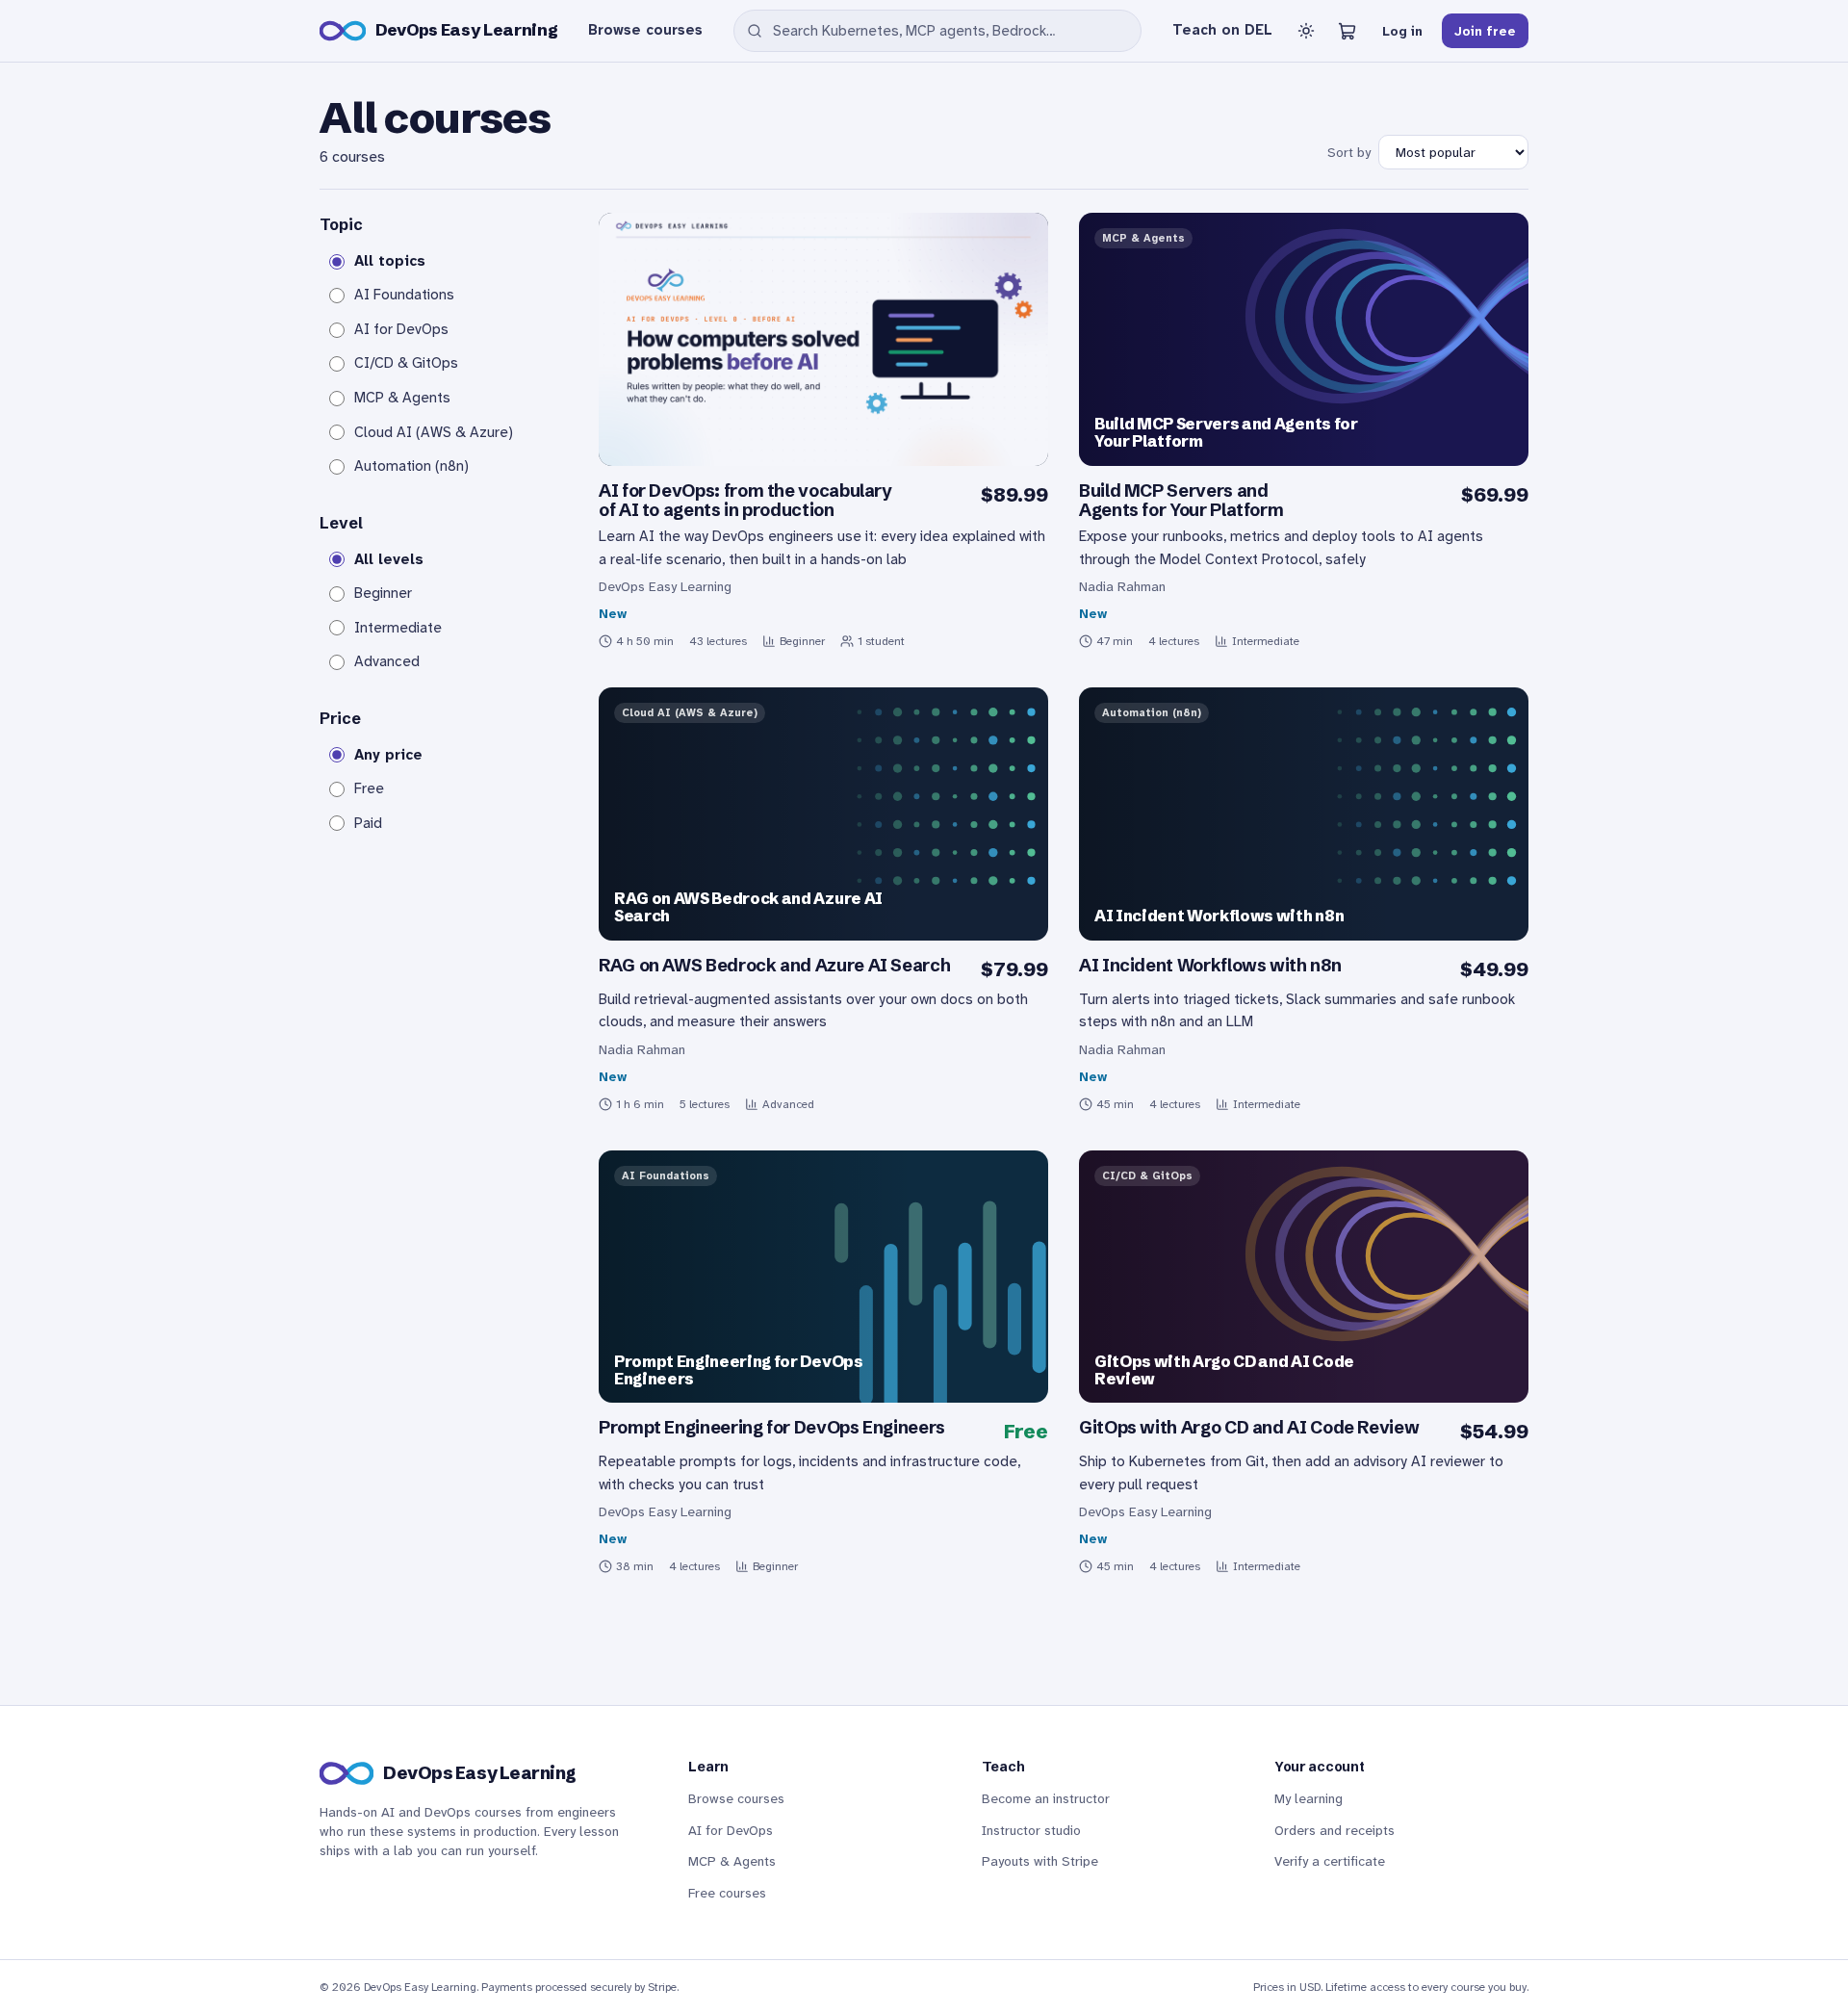 DevOps Easy Learning
Browse courses
Search Kubernetes, MCP agents, Bedrock...
Teach on DEL
Log in
Join free
All courses
6 courses
Sort by
Most popular
Topic
All topics
AI Foundations
AI for DevOps
CI/CD & GitOps
MCP & Agents
Cloud AI (AWS & Azure)
Automation (n8n)
Level
All levels
Beginner
Intermediate
Advanced
Price
Any price
Free
Paid
DEVOPS EASY LEARNING
DEVOPS EASY LEARNING
AI FOR DEVOPS · LEVEL 0 · BEFORE AI
How computers solved
problems before AI
Rules written by people: what they do well, and
what they can't do.
AI for DevOps: from the vocabulary
of AI to agents in production
$89.99
Learn AI the way DevOps engineers use it: every idea explained with
a real-life scenario, then built in a hands-on lab
DevOps Easy Learning
New
4 h 50 min 43 lectures Beginner 1 student
MCP & Agents
Build MCP Servers and Agents for
Your Platform
Build MCP Servers and
Agents for Your Platform
$69.99
Expose your runbooks, metrics and deploy tools to AI agents
through the Model Context Protocol, safely
Nadia Rahman
New
47 min 4 lectures Intermediate
Cloud AI (AWS & Azure)
RAG on AWS Bedrock and Azure AI
Search
RAG on AWS Bedrock and Azure AI Search
$79.99
Build retrieval-augmented assistants over your own docs on both
clouds, and measure their answers
Nadia Rahman
New
1 h 6 min 5 lectures Advanced
Automation (n8n)
AI Incident Workflows with n8n
AI Incident Workflows with n8n
$49.99
Turn alerts into triaged tickets, Slack summaries and safe runbook
steps with n8n and an LLM
Nadia Rahman
New
45 min 4 lectures Intermediate
AI Foundations
Prompt Engineering for DevOps
Engineers
Prompt Engineering for DevOps Engineers
Free
Repeatable prompts for logs, incidents and infrastructure code,
with checks you can trust
DevOps Easy Learning
New
38 min 4 lectures Beginner
CI/CD & GitOps
GitOps with Argo CD and AI Code
Review
GitOps with Argo CD and AI Code Review
$54.99
Ship to Kubernetes from Git, then add an advisory AI reviewer to
every pull request
DevOps Easy Learning
New
45 min 4 lectures Intermediate
DevOps Easy Learning
Hands-on AI and DevOps courses from engineers
who run these systems in production. Every lesson
ships with a lab you can run yourself.
Learn
Browse courses
AI for DevOps
MCP & Agents
Free courses
Teach
Become an instructor
Instructor studio
Payouts with Stripe
Your account
My learning
Orders and receipts
Verify a certificate
© 2026 DevOps Easy Learning. Payments processed securely by Stripe.
Prices in USD. Lifetime access to every course you buy.